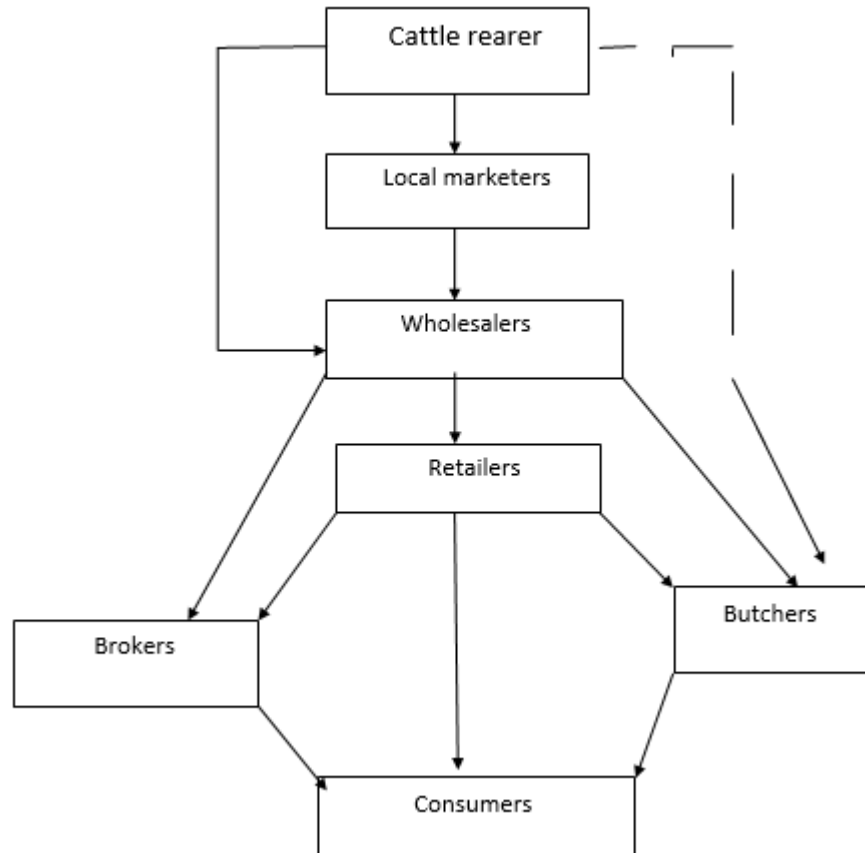 Cattle rearer
Local marketers
Wholesalers
Retailers
Butchers
Brokers
Consumers